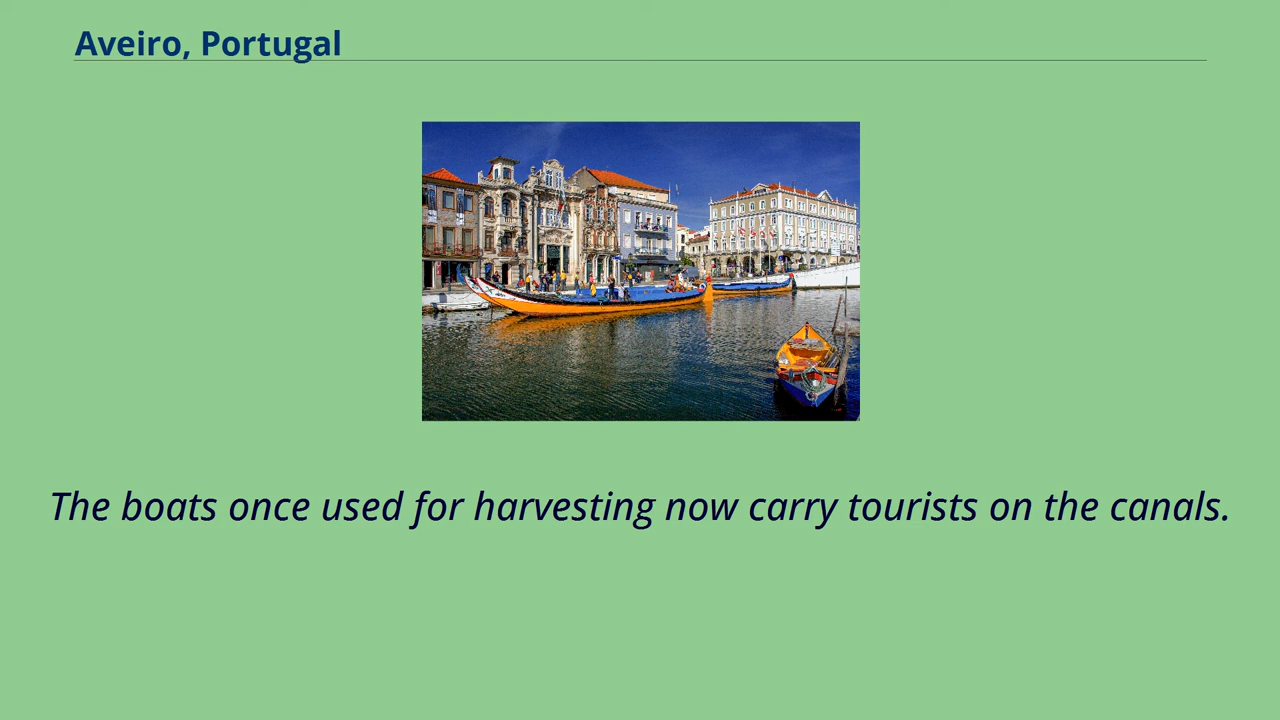 Aveiro, Portugal
The boats once used for harvesting now carry tourists on the canals.